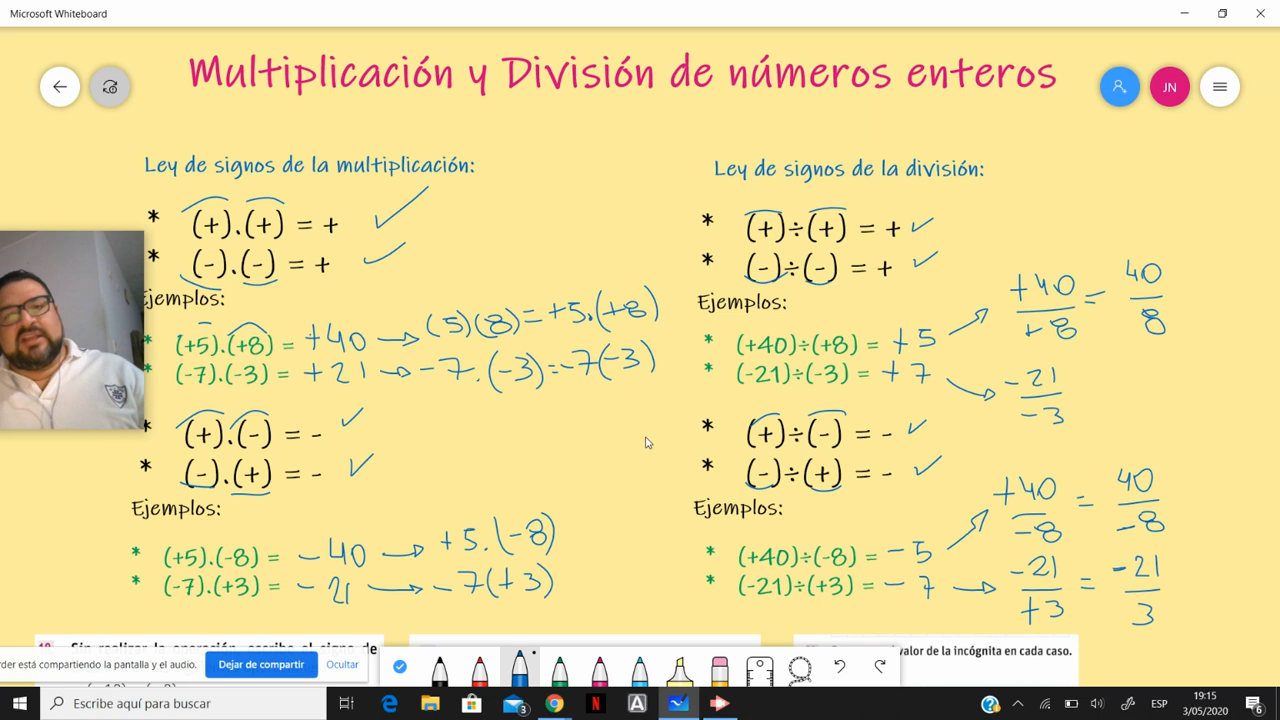 Microsoft Whiteboard
Multiplicación y División de números enteros
JN
Ley de signos de la multiplicación:
* (+).(+) = +
* (-).(-) = +
Ejemplos:
* (+5).(+8) = +40 → (5)(8) = +5.(+8)
* (-7).(-3) = +21 → -7.(-3) = -7(-3)
* (+).(-) = -
* (-).(+) = -
Ejemplos:
* (+5).(-8) = -40 → +5.(-8)
* (-7).(+3) = -21 → -7(+3)
Ley de signos de la división:
* (+)÷(+) = +
* (-)÷(-) = +
Ejemplos:
* (+40)÷(+8) = +5 → +40/+8 = 40/8
* (-21)÷(-3) = +7 → -21/-3
* (+)÷(-) = -
* (-)÷(+) = -
Ejemplos:
* (+40)÷(-8) = -5 → +40/-8 = 40/-8
* (-21)÷(+3) = -7 → -21/+3 = -21/3
valor de la incógnita en cada caso.
está compartiendo la pantalla y el audio.
Dejar de compartir
Ocultar
Escribe aquí para buscar
3
ESP
19:15
3/05/2020
6